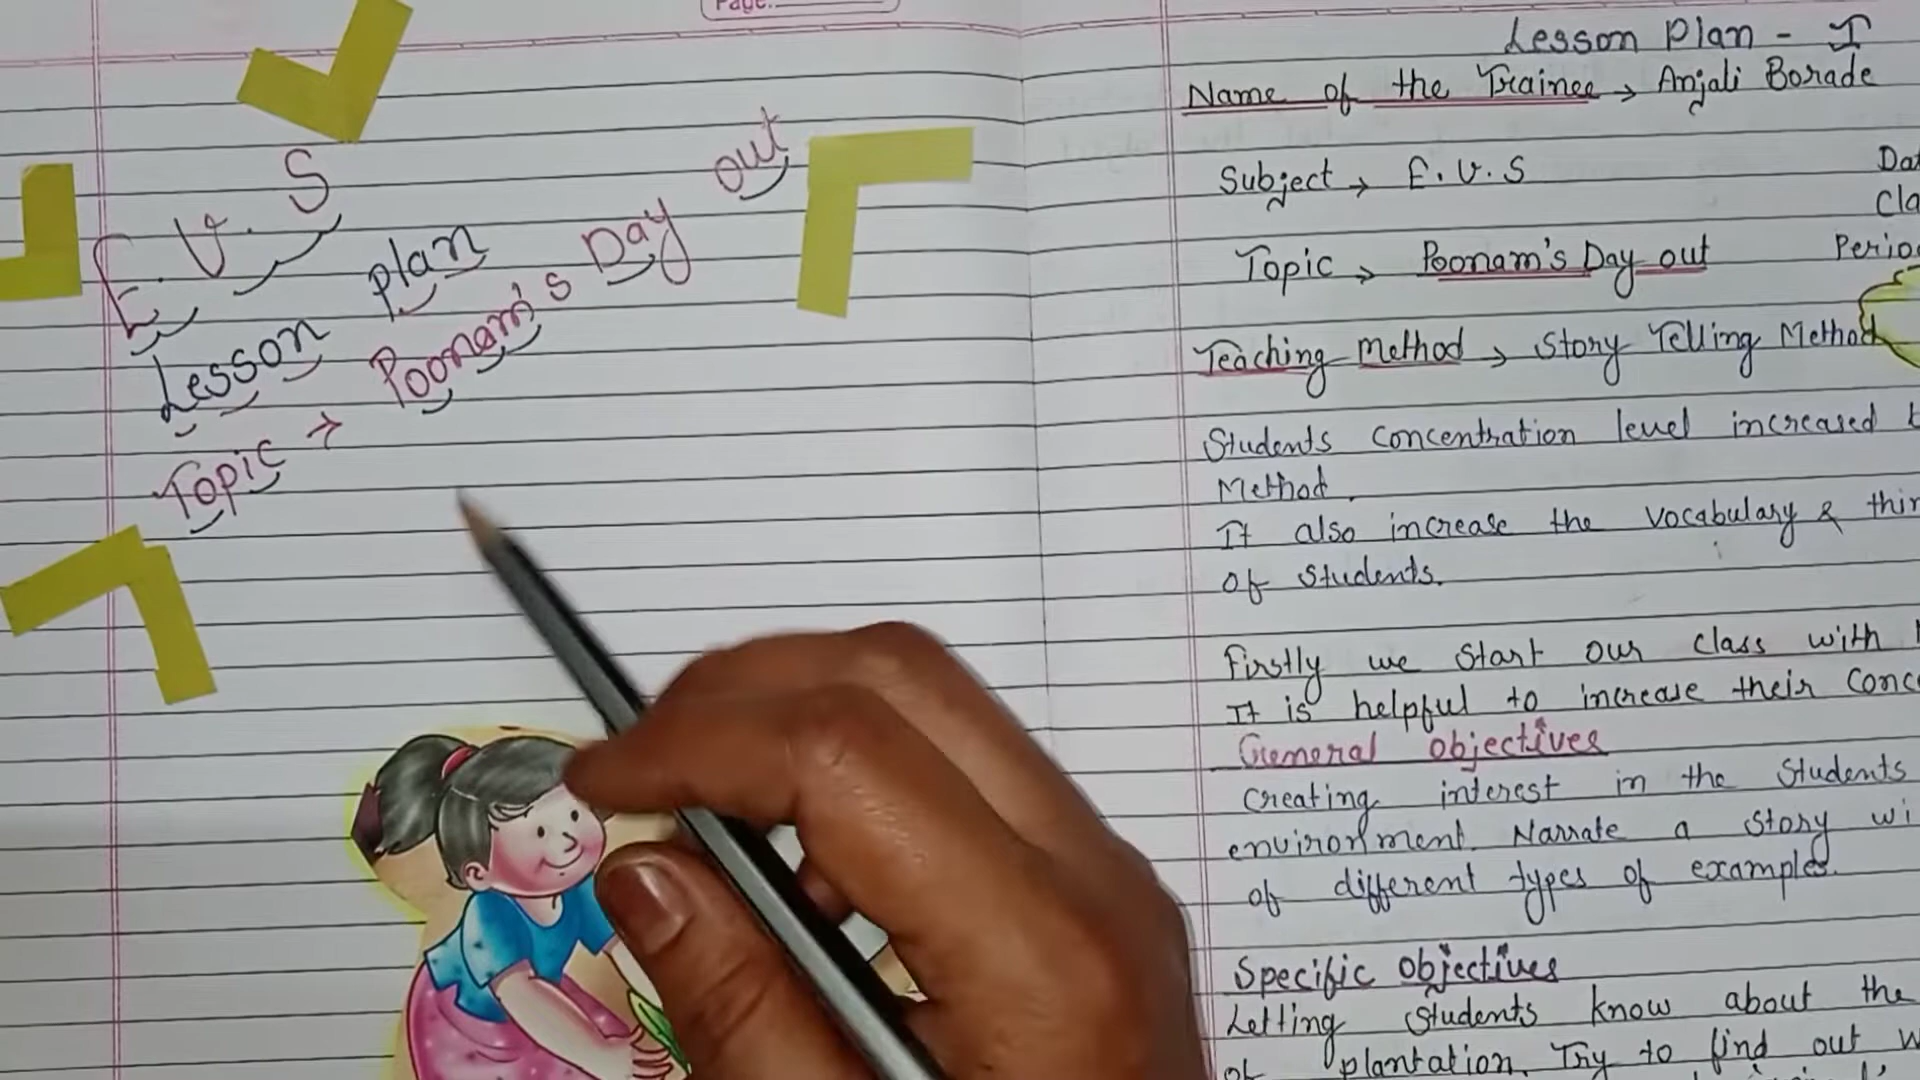 Page:
E.V.S
Lesson plan
Topic → Poonam's Day out
Lesson Plan - I
Name of the Trainee → Anjali Borade
Subject → E.V.S
Topic → Poonam's Day out
Teaching Method → Story Telling Method
Students concentration level increased
Method.
It also increase the vocabulary &
of students.
Firstly we start our class with
It is helpful to increase their
General Objectives
Creating interest in the students
environment. Narrate a story
of different types of examples.
Specific Objectives
Letting students know about the
of plantation. Try to find out